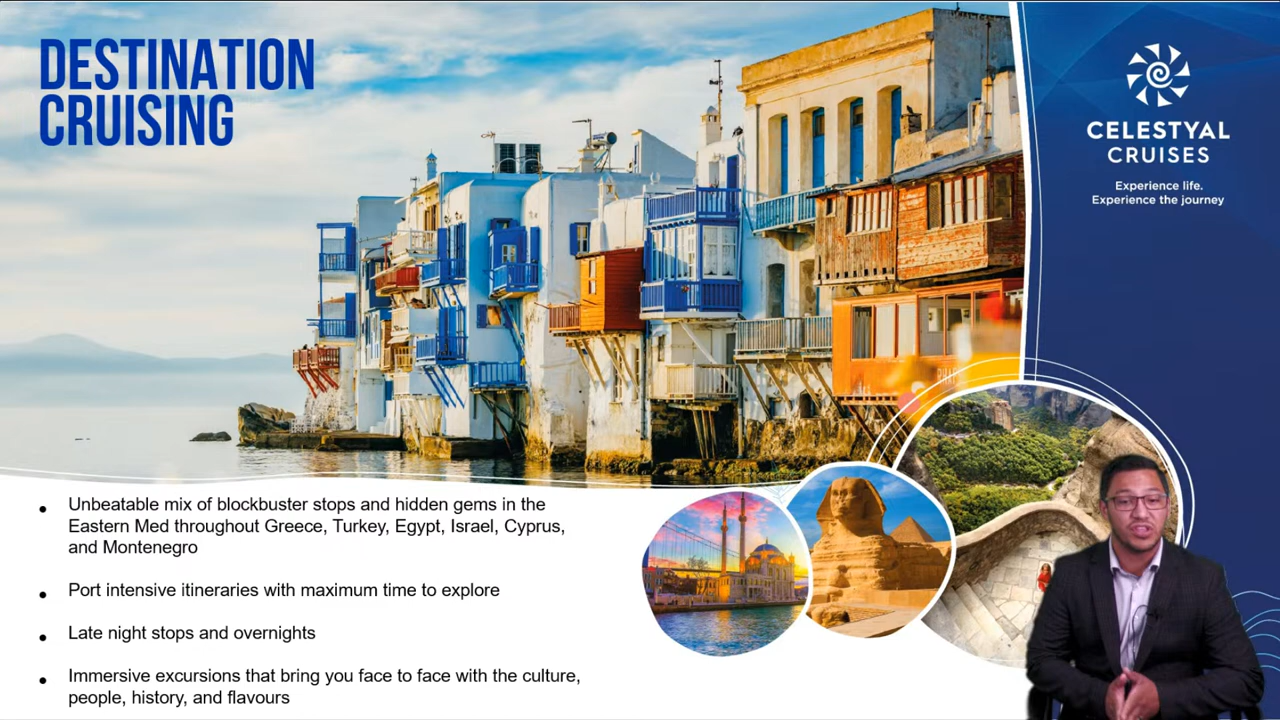 DESTINATION
CRUISING
CELESTYAL
CRUISES
Experience life.
Experience the journey
• Unbeatable mix of blockbuster stops and hidden gems in the
Eastern Med throughout Greece, Turkey, Egypt, Israel, Cyprus,
and Montenegro
• Port intensive itineraries with maximum time to explore
• Late night stops and overnights
• Immersive excursions that bring you face to face with the culture,
people, history, and flavours